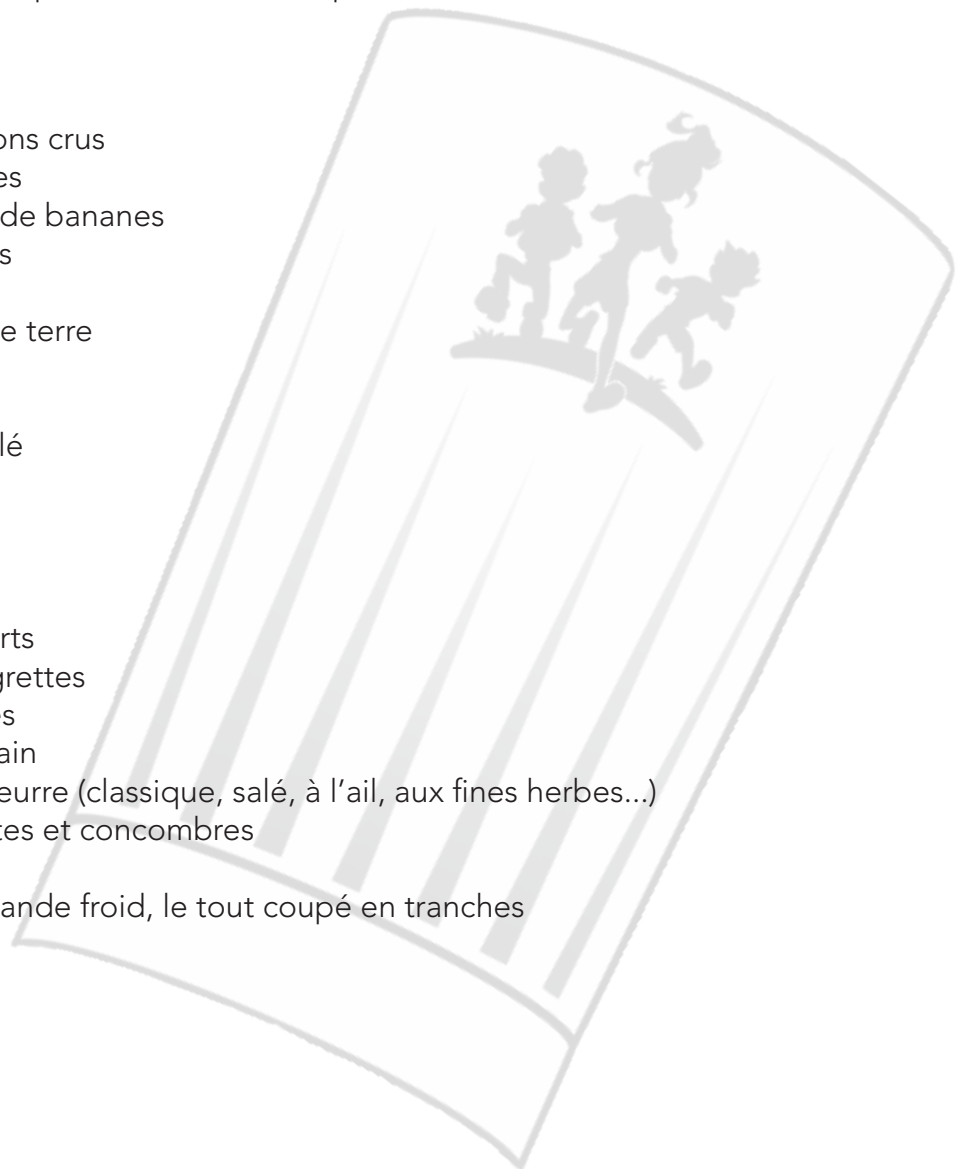 ons crus
es
de bananes
s
e terre
lé
rts
grettes
es
ain
eurre (classique, salé, à l’ail, aux fines herbes...)
tes et concombres
ande froid, le tout coupé en tranches